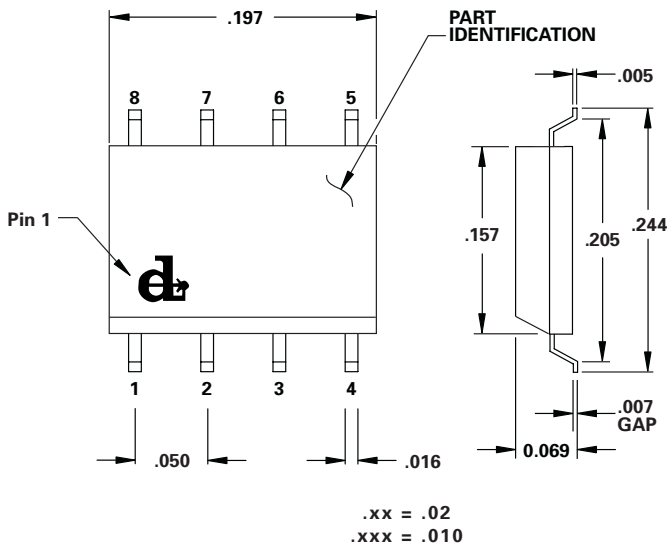 .197
PART
IDENTIFICATION
.005
8 7 6 5
Pin 1
.157
.205
.244
d
1 2 3 4
.007
GAP
.050
.016
0.069
.xx = .02
.xxx = .010